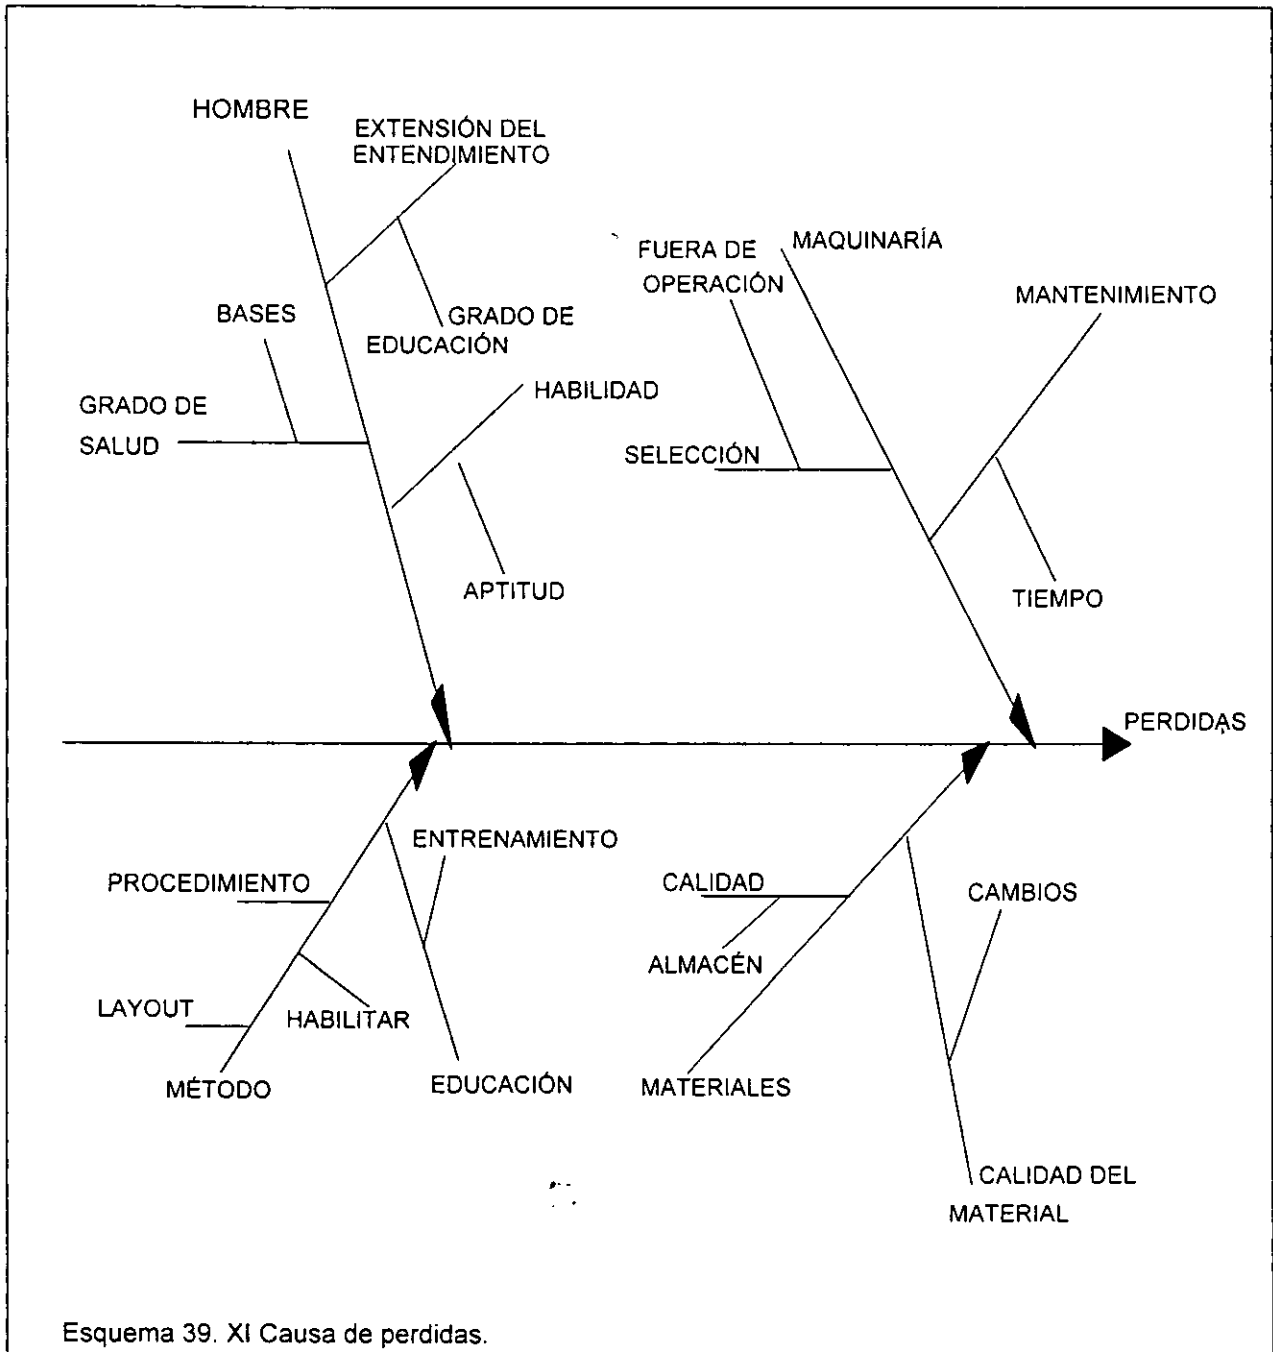 HOMBRE
EXTENSIÓN DEL
ENTENDIMIENTO
FUERA DE
OPERACIÓN
MAQUINARÍA
MANTENIMIENTO
BASES
GRADO DE
EDUCACIÓN
HABILIDAD
GRADO DE
SALUD
SELECCIÓN
APTITUD
TIEMPO
PERDIDAS
ENTRENAMIENTO
PROCEDIMIENTO
CALIDAD
CAMBIOS
ALMACÉN
LAYOUT
HABILITAR
MÉTODO
EDUCACIÓN
MATERIALES
CALIDAD DEL
MATERIAL
Esquema 39. XI Causa de perdidas.